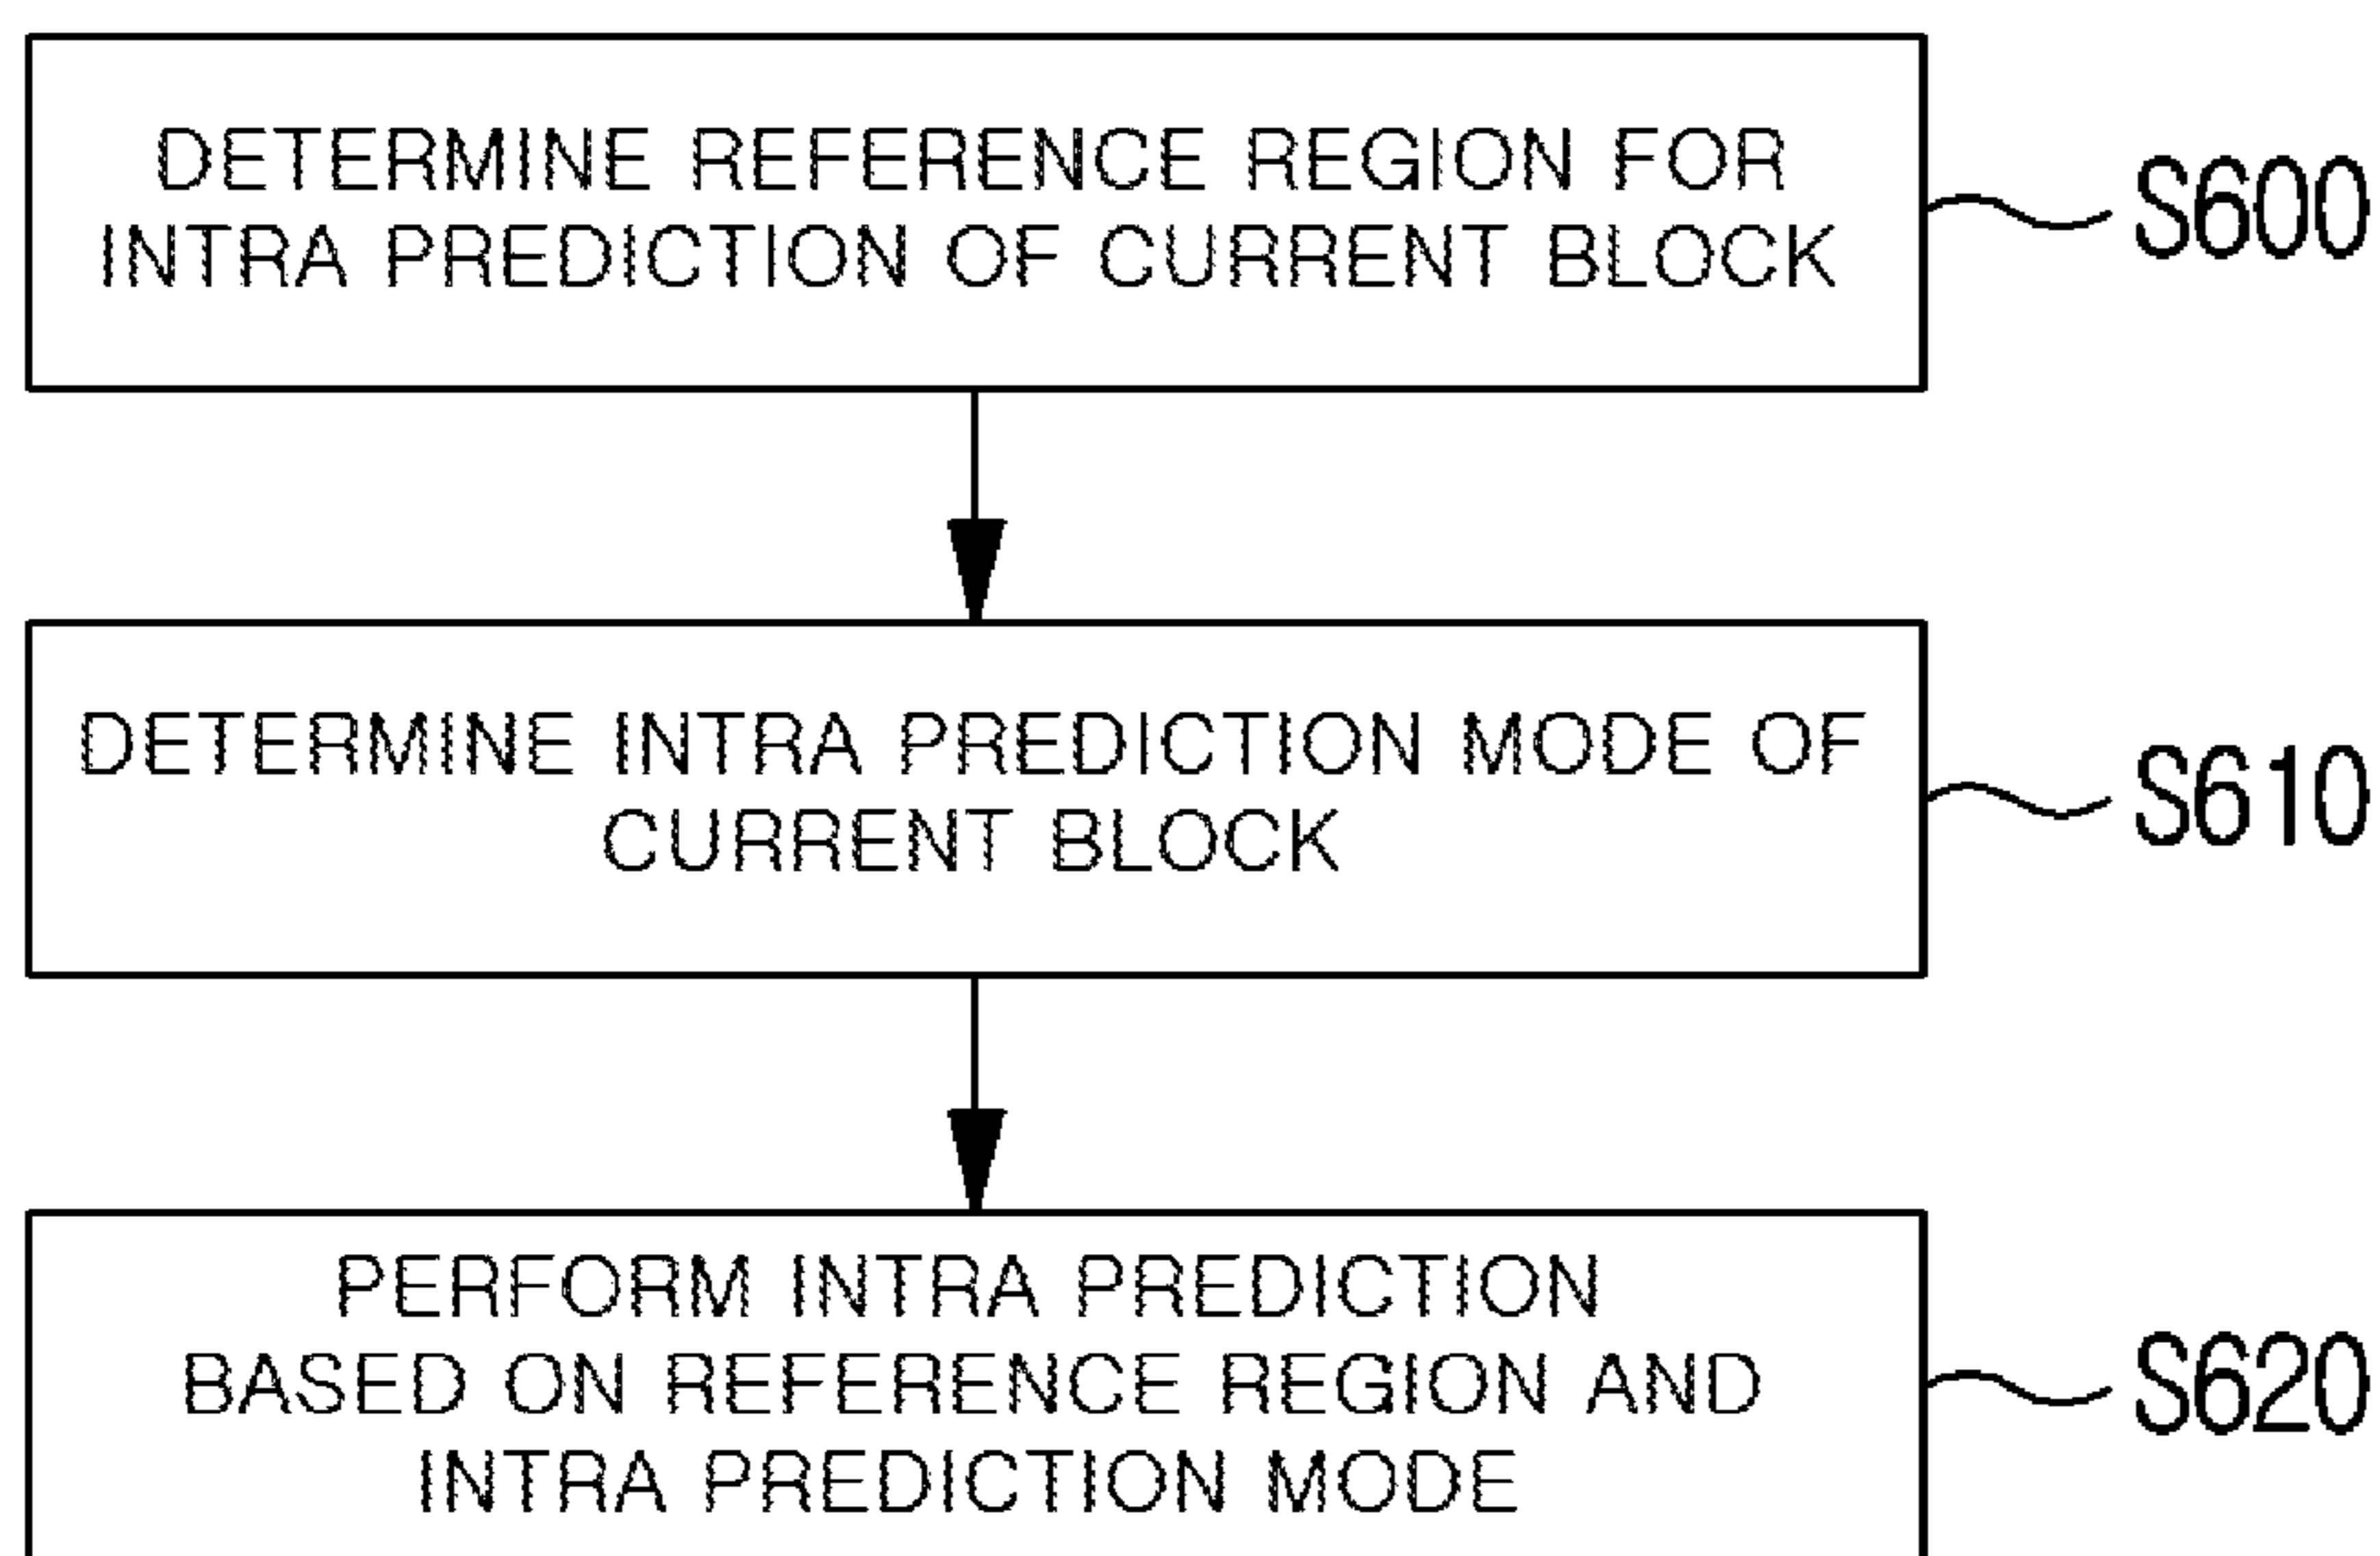 DETERMINE REFERENCE REGION FOR
INTRA PREDICTION OF CURRENT BLOCK
S600
DETERMINE INTRA PREDICTION MODE OF
CURRENT BLOCK
S610
PERFORM INTRA PREDICTION
BASED ON REFERENCE REGION AND
INTRA PREDICTION MODE
S620